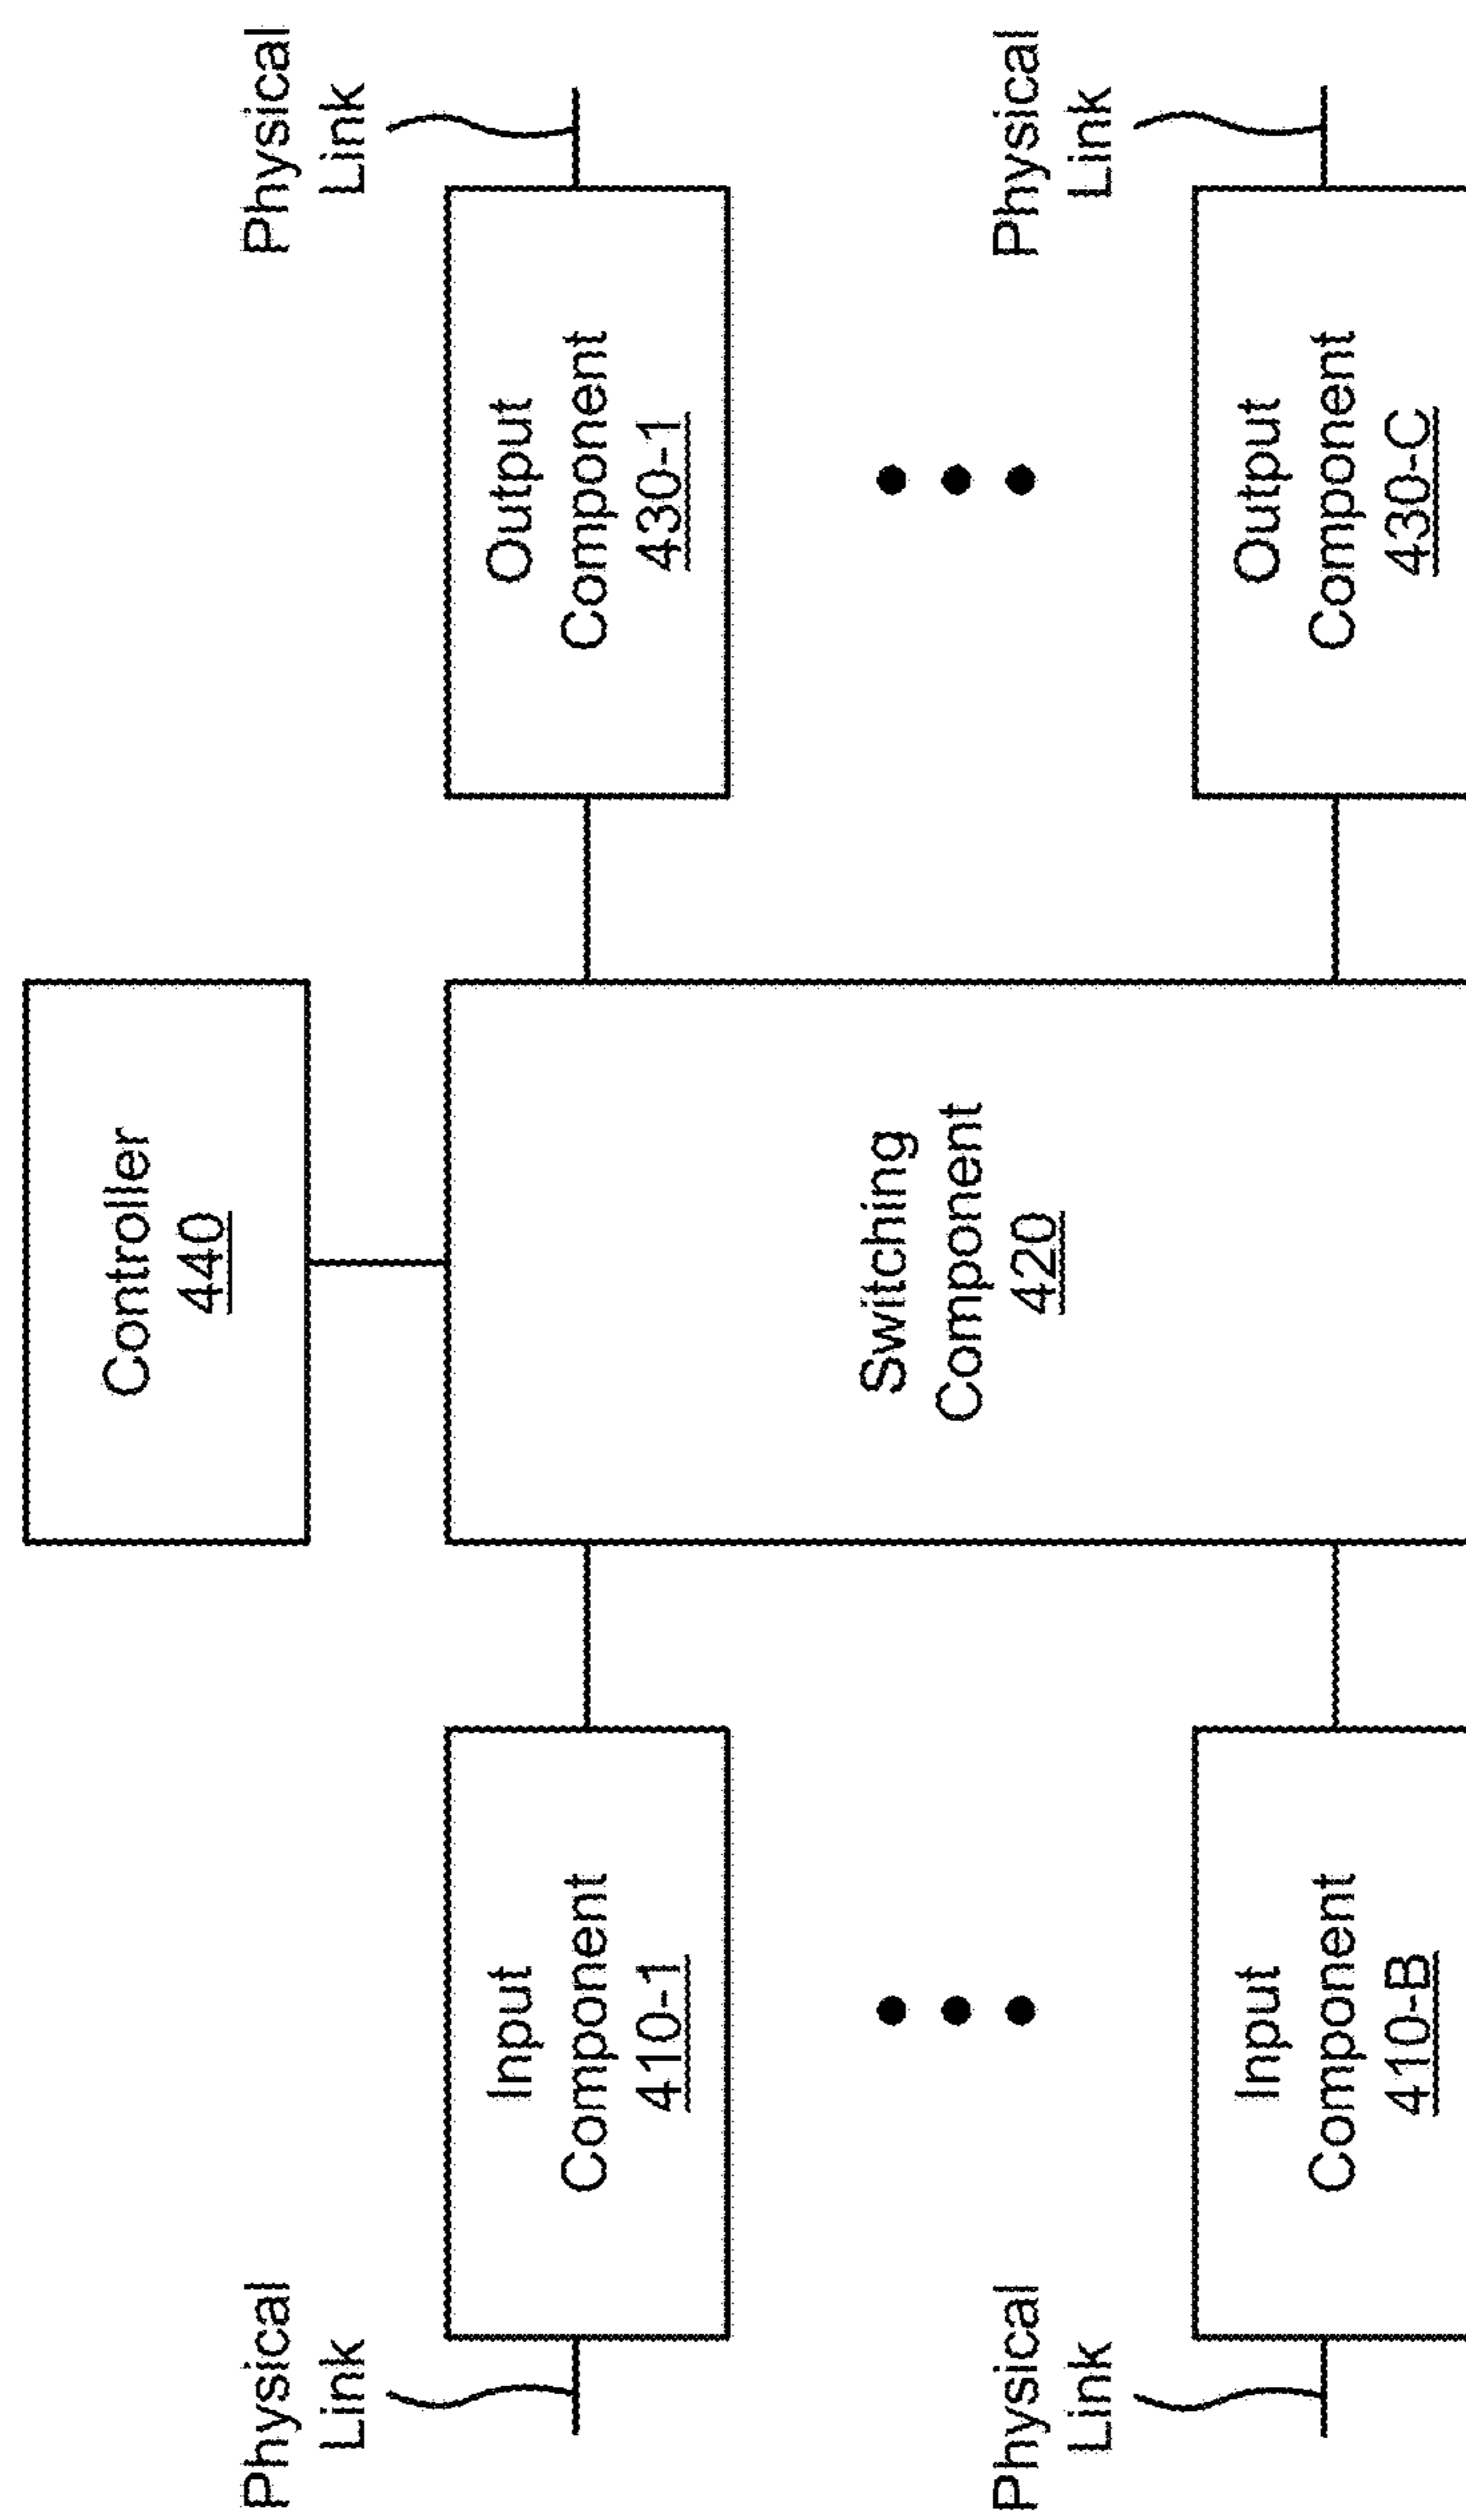 Controller
440
Physical
Link
Input
Component
410-1
Switching
Component
420
Output
Component
430-1
Physical
Link
Physical
Link
Input
Component
410-B
Output
Component
430-C
Physical
Link